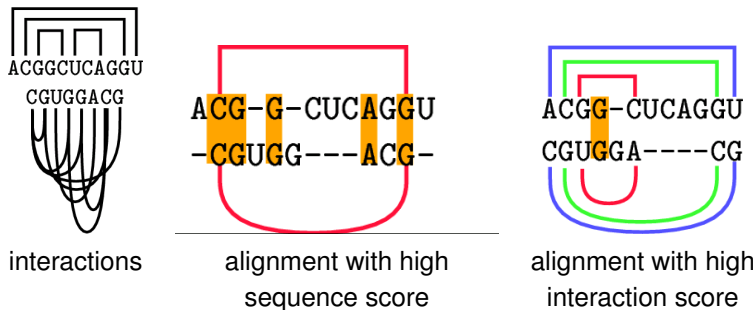 ACGGCUCAGGU
CGUGGACG
interactions
ACG-G-CUCAGGU
-CGUGG---ACG-
alignment with high
sequence score
ACGG-CUCAGGU
CGUGGA----CG
alignment with high
interaction score